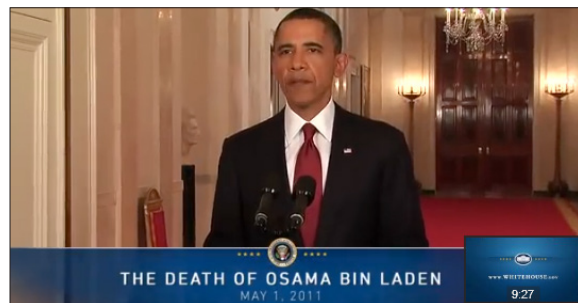 THE DEATH OF OSAMA BIN LADEN
MAY 1, 2011
www.WHITEHOUSE.gov
9:27